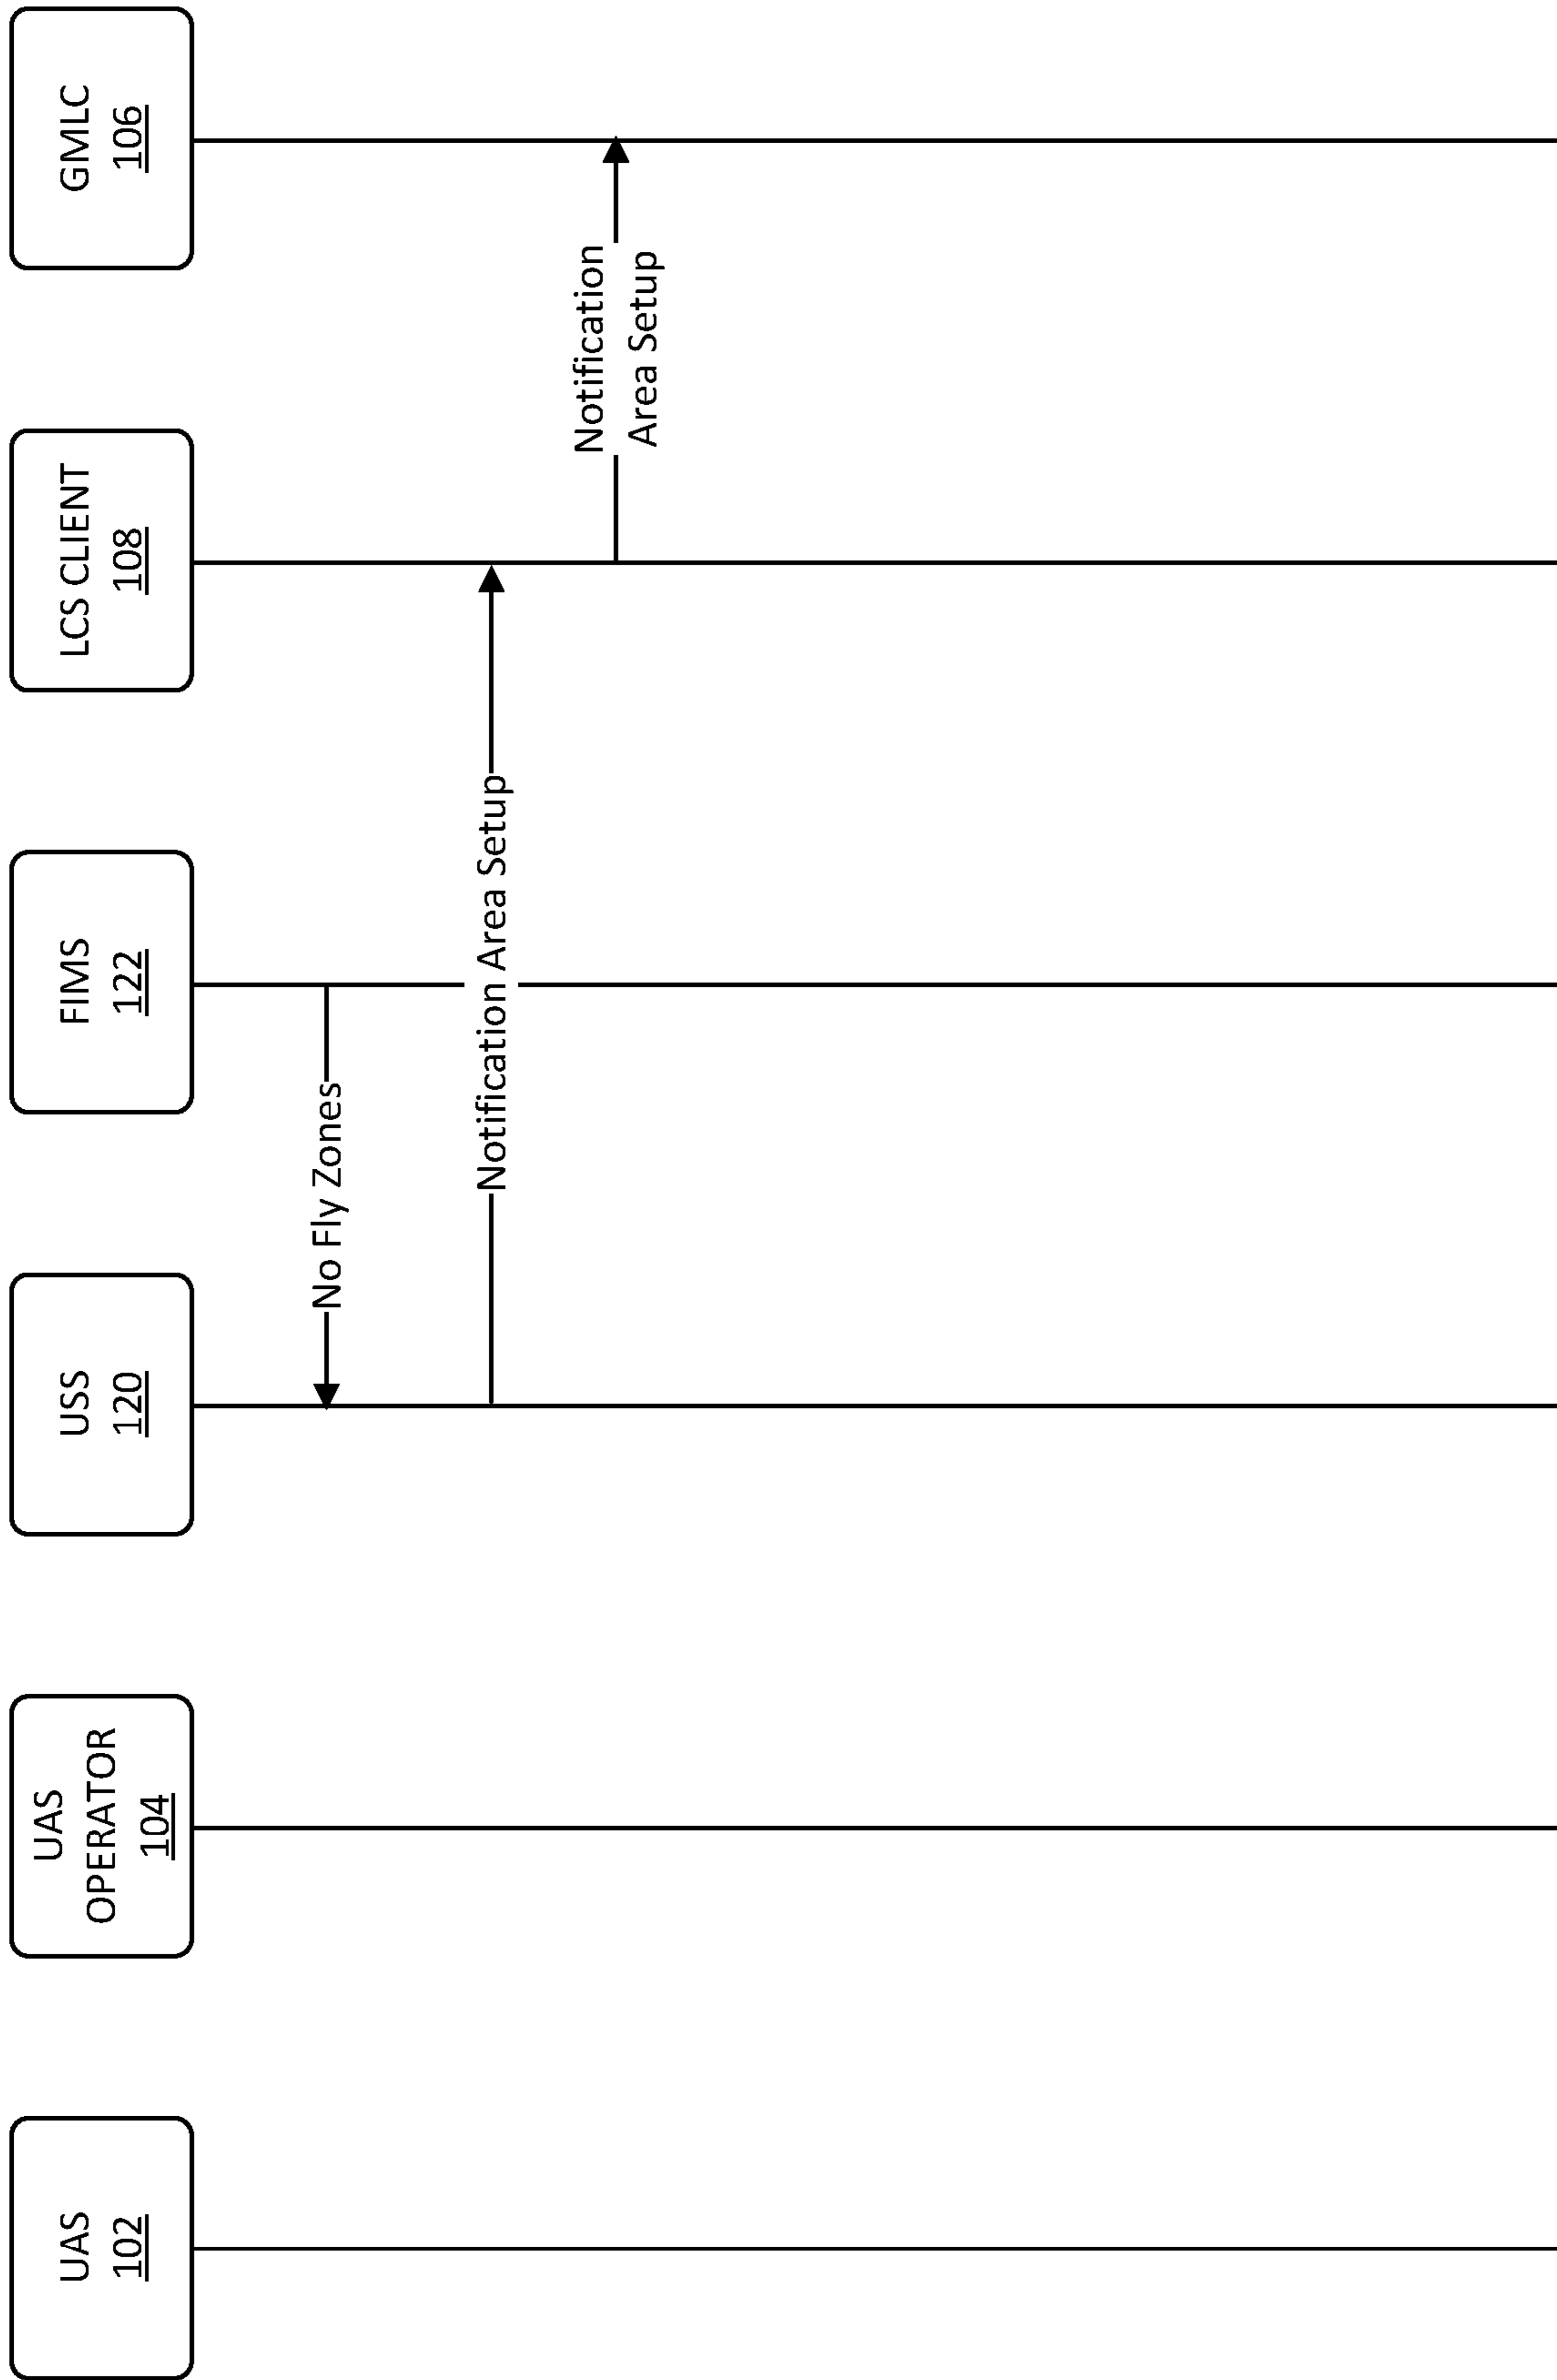 UAS
102
UAS
OPERATOR
104
USS
120
FIMS
122
LCS CLIENT
108
GMLC
106
No Fly Zones
Notification Area Setup
Notification
Area Setup